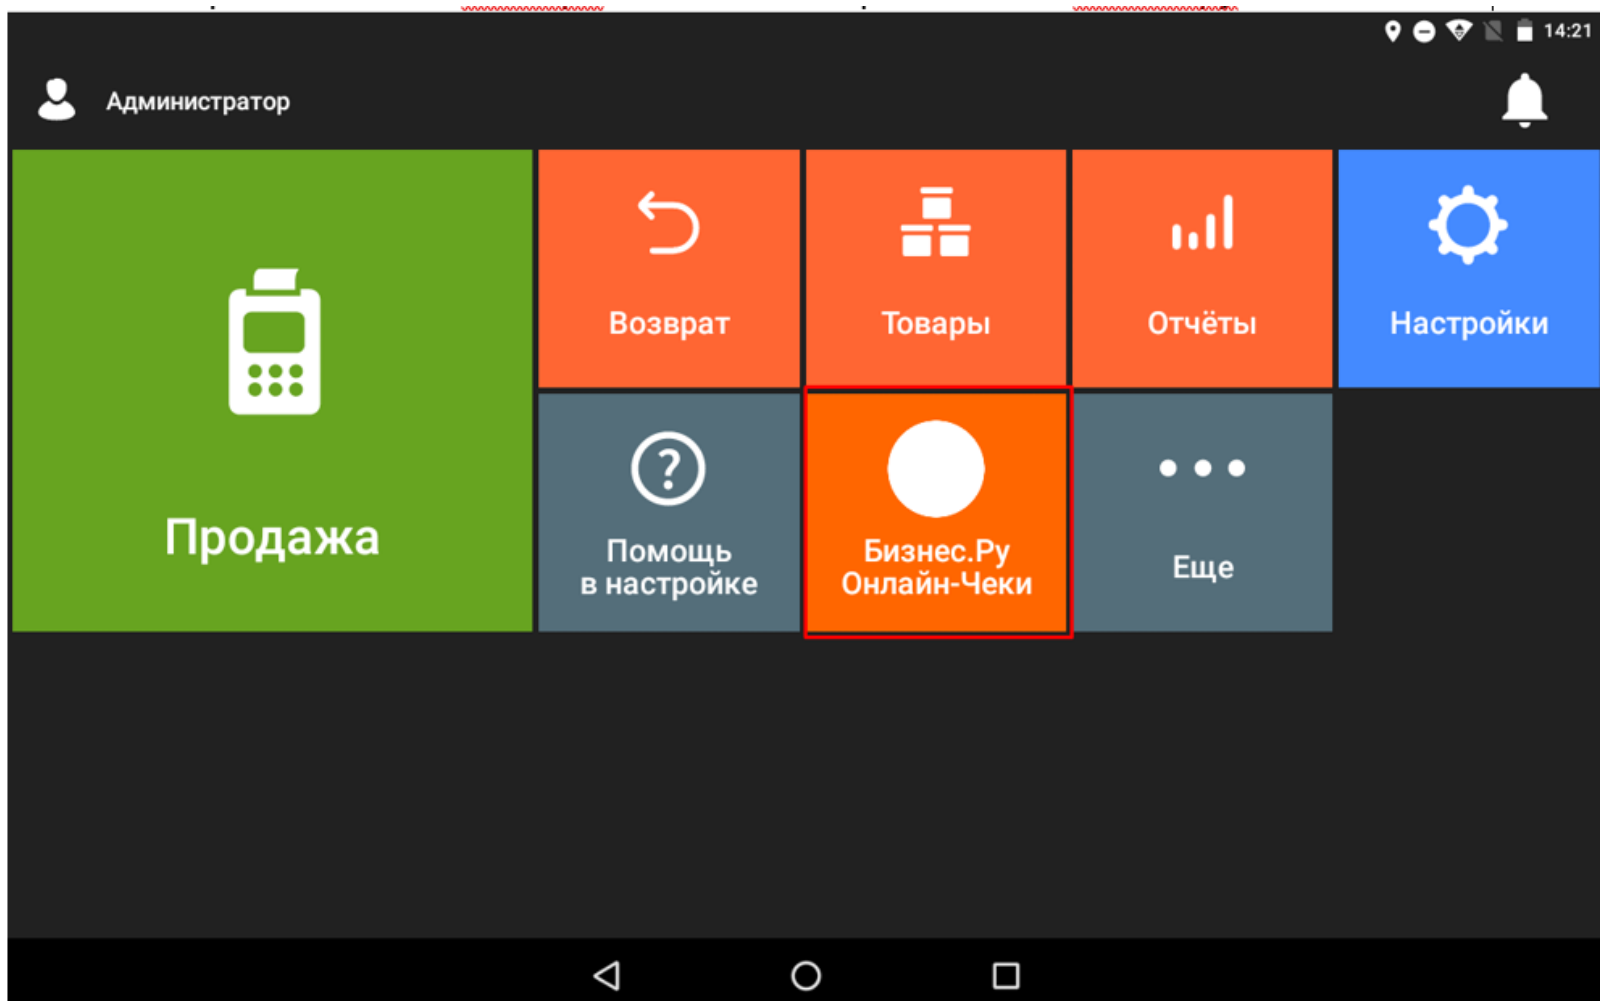 14:21
Администратор
Продажа
Возврат
Товары
Отчёты
Настройки
Помощь
в настройке
Бизнес.Ру
Онлайн-Чеки
Еще